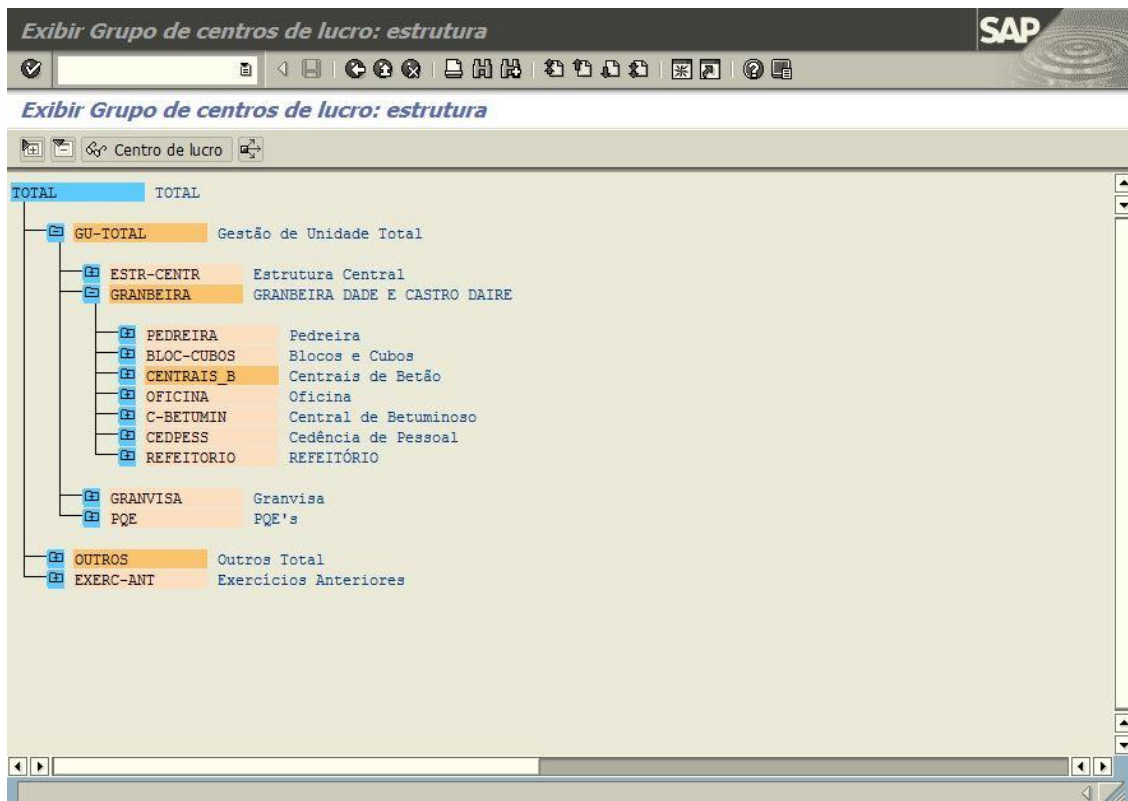 Exibir Grupo de centros de lucro: estrutura
SAP
Exibir Grupo de centros de lucro: estrutura
Centro de lucro
TOTAL TOTAL
GU-TOTAL Gestão de Unidade Total
ESTR-CENTR Estrutura Central
GRANBEIRA GRANBEIRA DADE E CASTRO DAIRE
PEDREIRA Pedreira
BLOC-CUBOS Blocos e Cubos
CENTRAIS_B Centrais de Betão
OFICINA Oficina
C-BETUMIN Central de Betuminoso
CEDPESS Cedência de Pessoal
REFEITORIO REFEITÓRIO
GRANVISA Granvisa
PQE PQE's
OUTROS Outros Total
EXERC-ANT Exercícios Anteriores